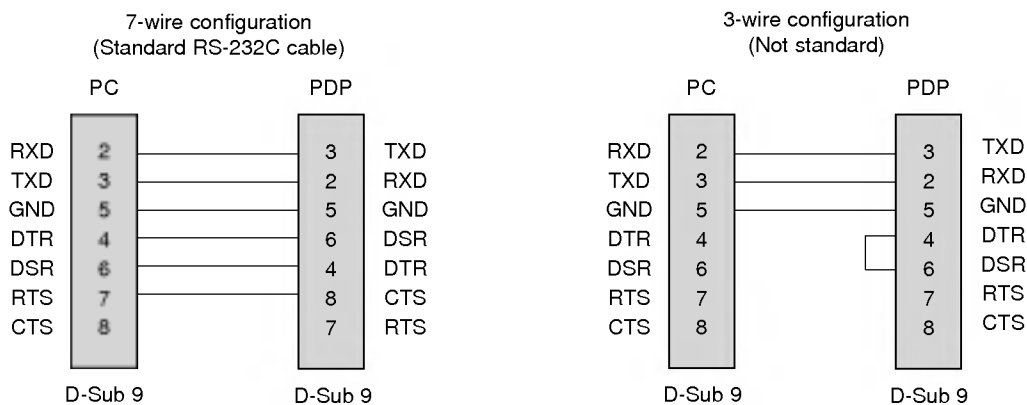 7-wire configuration
(Standard RS-232C cable)
PC PDP
RXD 2 3 TXD
TXD 3 2 RXD
GND 5 5 GND
DTR 4 6 DSR
DSR 6 4 DTR
RTS 7 8 CTS
CTS 8 7 RTS
D-Sub 9 D-Sub 9
3-wire configuration
(Not standard)
PC PDP
RXD 2 3 TXD
TXD 3 2 RXD
GND 5 5 GND
DTR 4 4 DTR
DSR 6 6 DSR
RTS 7 7 RTS
CTS 8 8 CTS
D-Sub 9 D-Sub 9